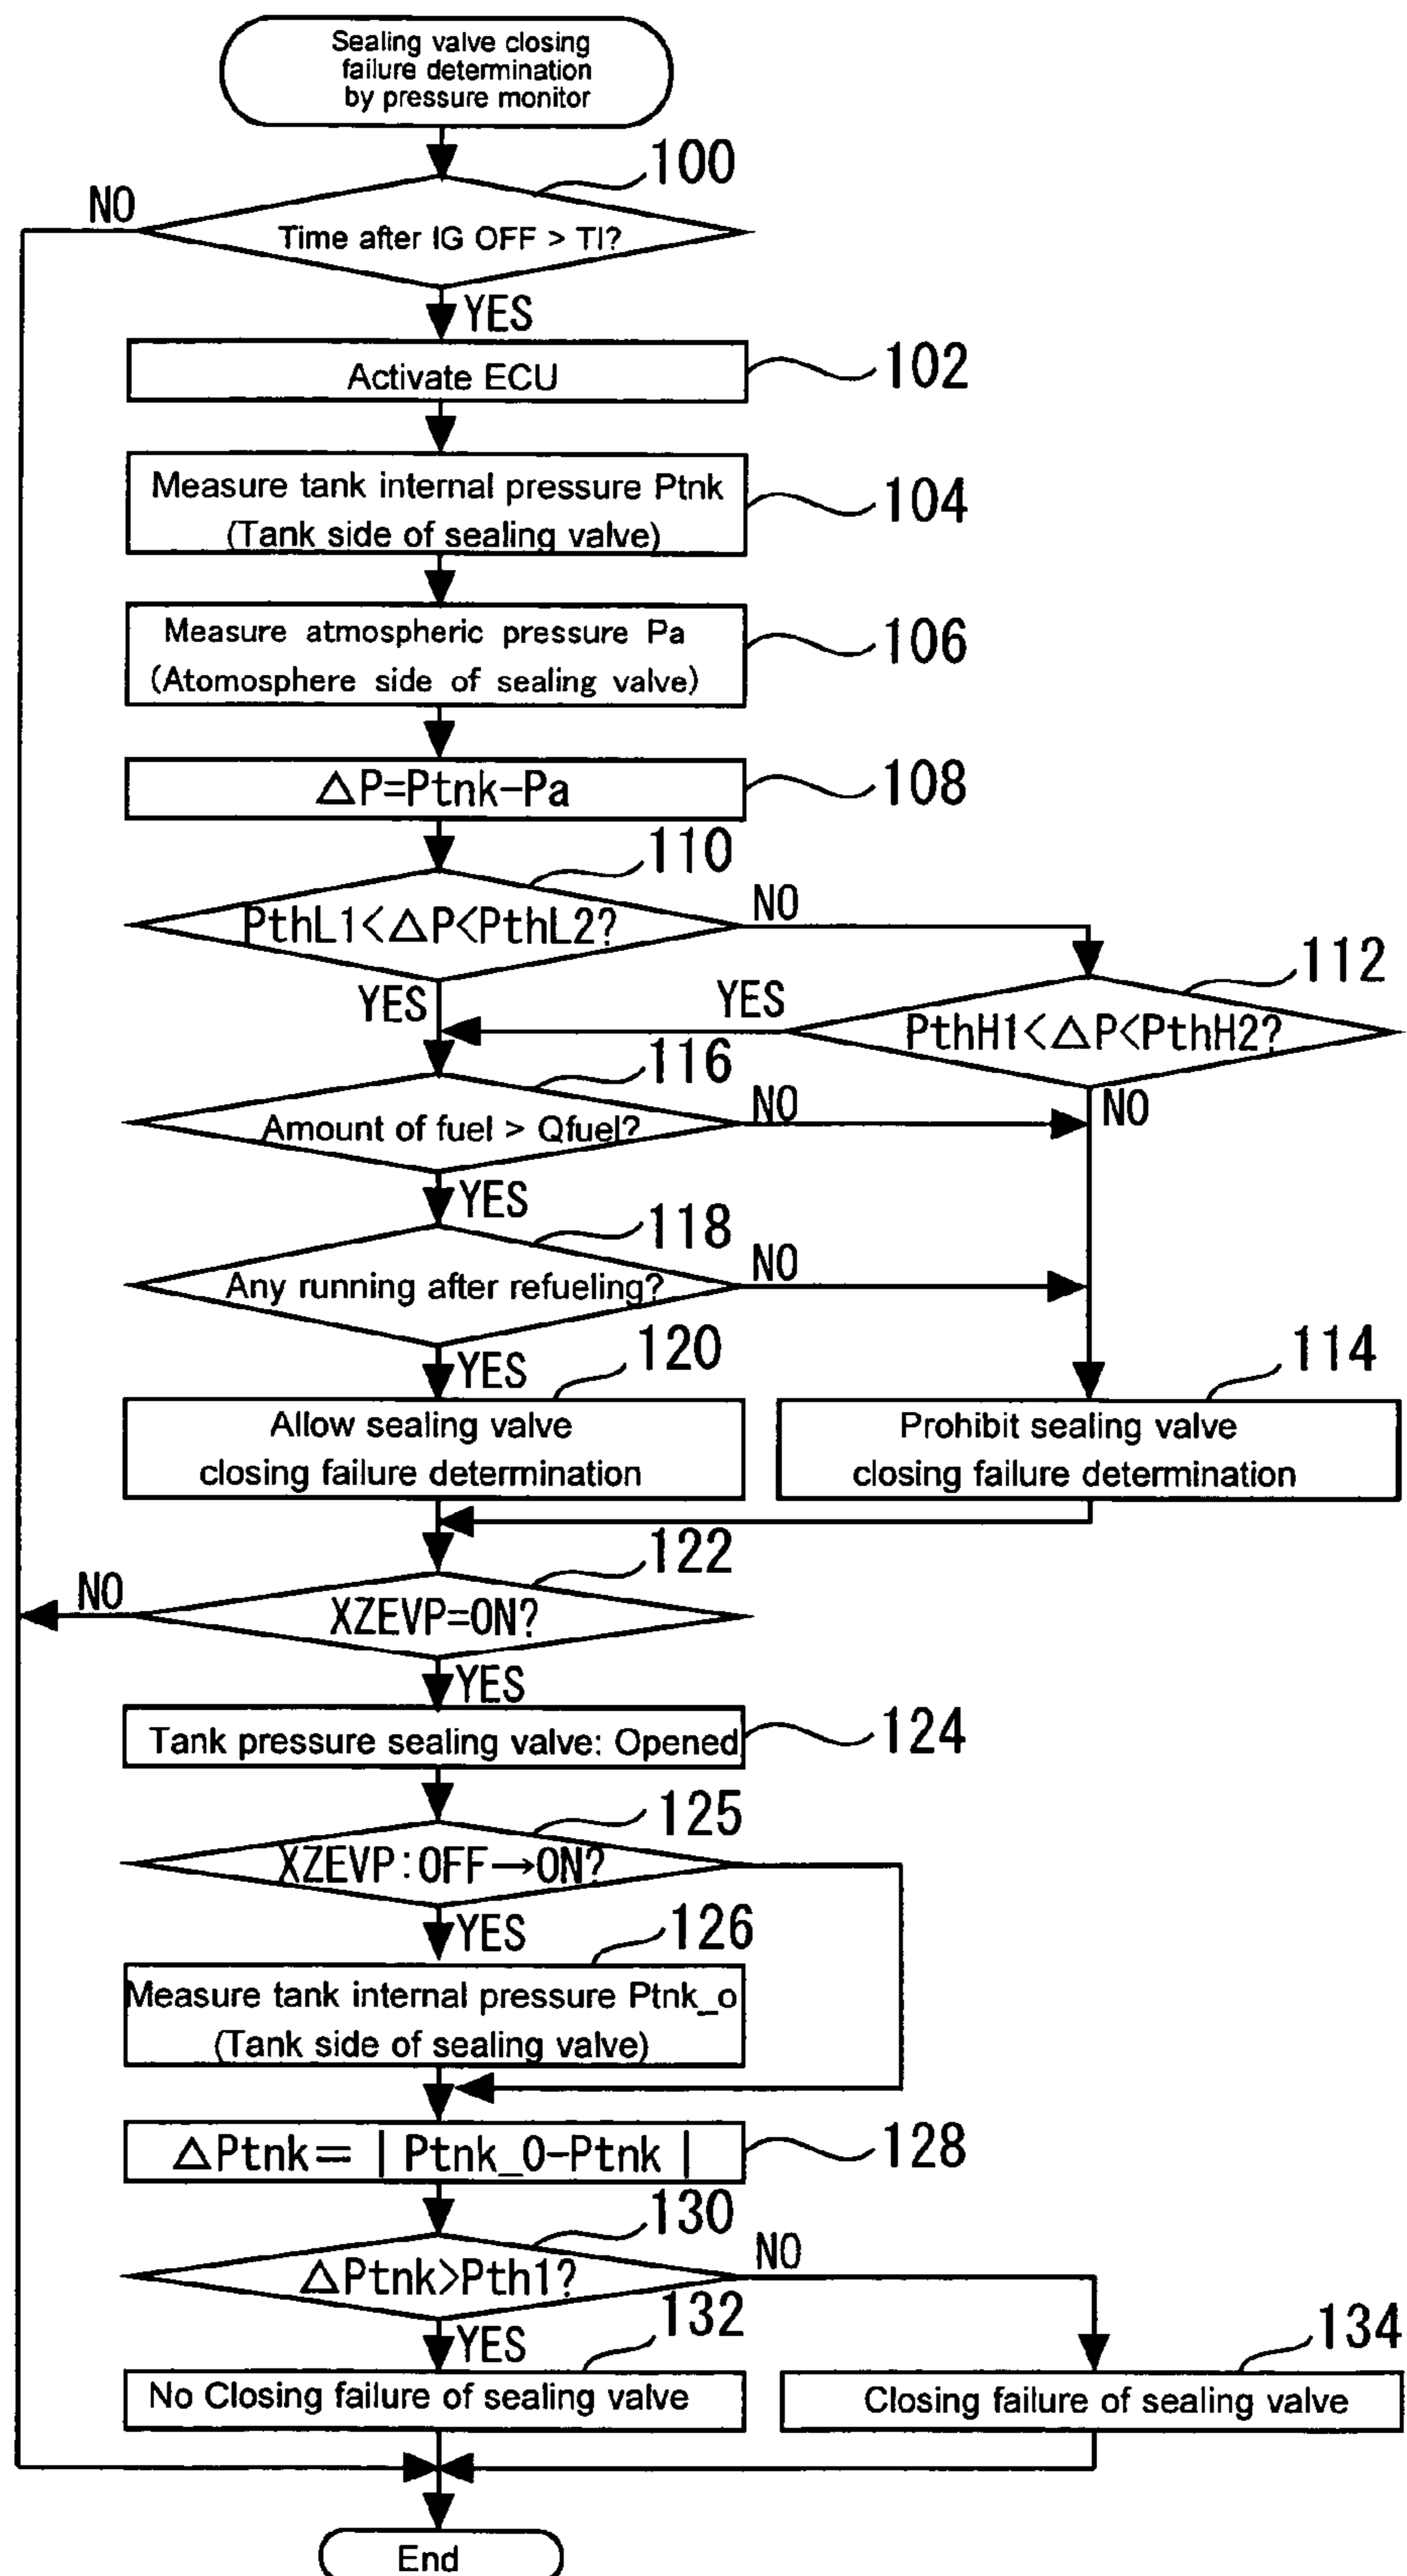 Sealing valve closing
failure determination
by pressure monitor
100
NO
Time after IG OFF > TI?
YES
Activate ECU
102
Measure tank internal pressure Ptnk
(Tank side of sealing valve)
104
Measure atmospheric pressure Pa
(Atomosphere side of sealing valve)
106
△P=Ptnk-Pa
108
110
PthL1<△P<PthL2?
NO
112
YES
YES
PthH1<△P<PthH2?
116
Amount of fuel > Qfuel?
NO
NO
YES
118
Any running after refueling?
NO
YES
120
114
Allow sealing valve
closing failure determination
Prohibit sealing valve
closing failure determination
122
NO
XZEVP=ON?
YES
Tank pressure sealing valve: Opened
124
125
XZEVP:OFF→ON?
YES
126
Measure tank internal pressure Ptnk_o
(Tank side of sealing valve)
△Ptnk= | Ptnk_0-Ptnk |
128
130
△Ptnk>Pth1?
NO
YES
132
134
No Closing failure of sealing valve
Closing failure of sealing valve
End